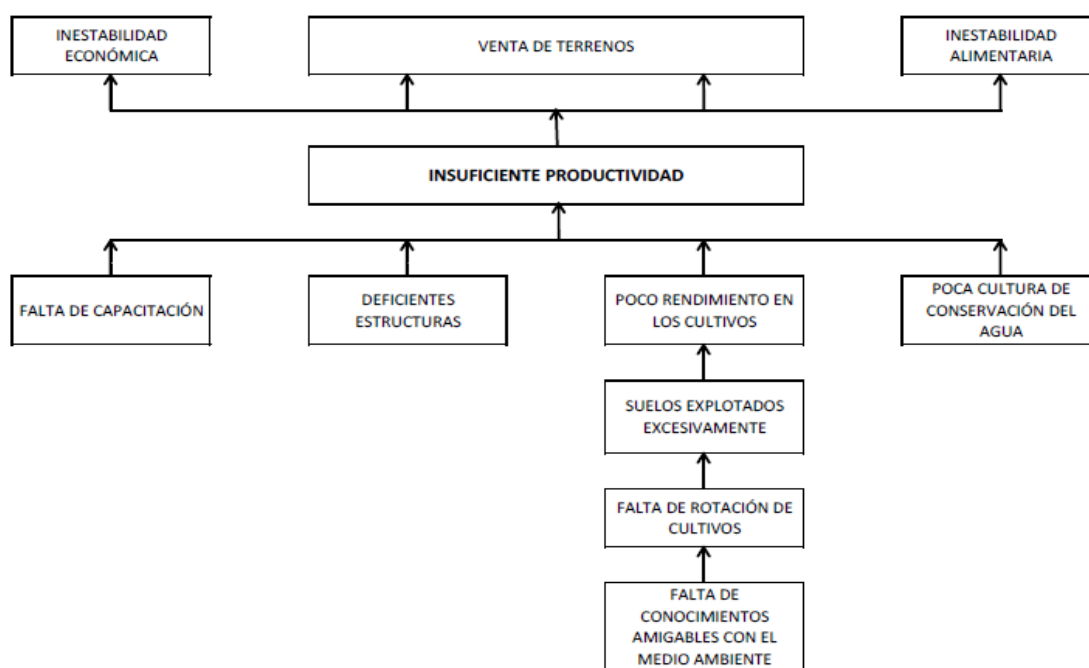 INESTABILIDAD
ECONÓMICA
VENTA DE TERRENOS
INESTABILIDAD
ALIMENTARIA
INSUFICIENTE PRODUCTIVIDAD
FALTA DE CAPACITACIÓN
DEFICIENTES
ESTRUCTURAS
POCO RENDIMIENTO EN
LOS CULTIVOS
POCA CULTURA DE
CONSERVACIÓN DEL
AGUA
SUELOS EXPLOTADOS
EXCESIVAMENTE
FALTA DE ROTACIÓN DE
CULTIVOS
FALTA DE
CONOCIMIENTOS
AMIGABLES CON EL
MEDIO AMBIENTE